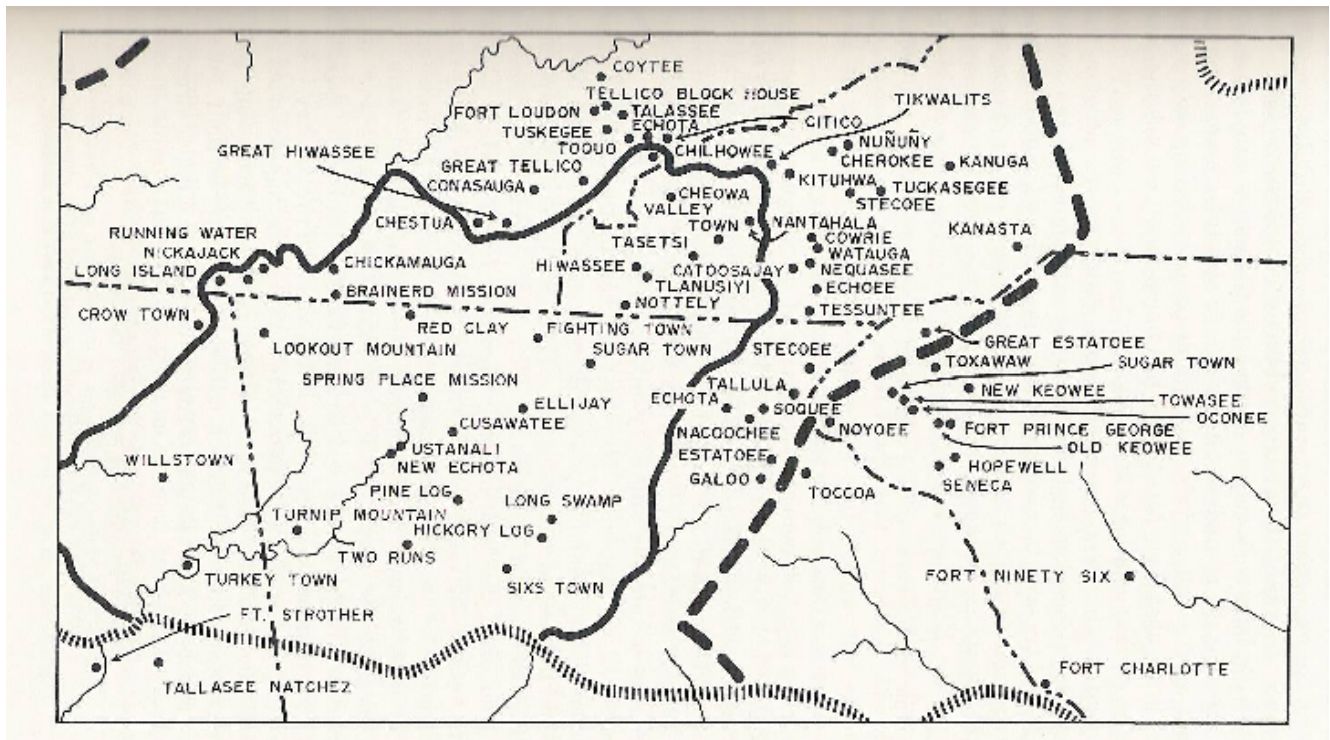 COYTEE
TELLICO BLOCK HOUSE
TIKWALITS
FORT LOUDON
TALASSEE
TUSKEGEE
ECHOTA
CITICO
TOQUO
CHILHOWEE
NUÑUÑY
CHEROKEE
KANUGA
GREAT HIWASSEE
GREAT TELLICO
CONASAUGA
KITUHWA
TUCKASEGEE
STECOEE
CHEOWA
VALLEY
TOWN
CHESTUA
NANTAHALA
KANASTA
RUNNING WATER
NICKAJACK
TASETSI
COWRIE
WATAUGA
LONG ISLAND
CHICKAMAUGA
HIWASSEE
CATOOSAJAY
NEQUASEE
TLANUSIYI
ECHOEE
BRAINERD MISSION
NOTTELY
TESSUNTEE
CROW TOWN
RED CLAY
FIGHTING TOWN
GREAT ESTATOEE
LOOKOUT MOUNTAIN
SUGAR TOWN
STECOEE
TOXAWAW
SUGAR TOWN
SPRING PLACE MISSION
TALLULA
NEW KEOWEE
ELLIJAY
ECHOTA
SOQUEE
TOWASEE
OCONEE
CUSAWATEE
NACOOCHEE
NOYOEE
FORT PRINCE GEORGE
OLD KEOWEE
WILLSTOWN
USTANALI
NEW ECHOTA
ESTATOEE
HOPEWELL
GALOO
TOCCOA
SENECA
PINE LOG
LONG SWAMP
TURNIP MOUNTAIN
HICKORY LOG
TWO RUNS
TURKEY TOWN
SIXS TOWN
FORT NINETY SIX
FT. STROTHER
FORT CHARLOTTE
TALLASEE NATCHEZ